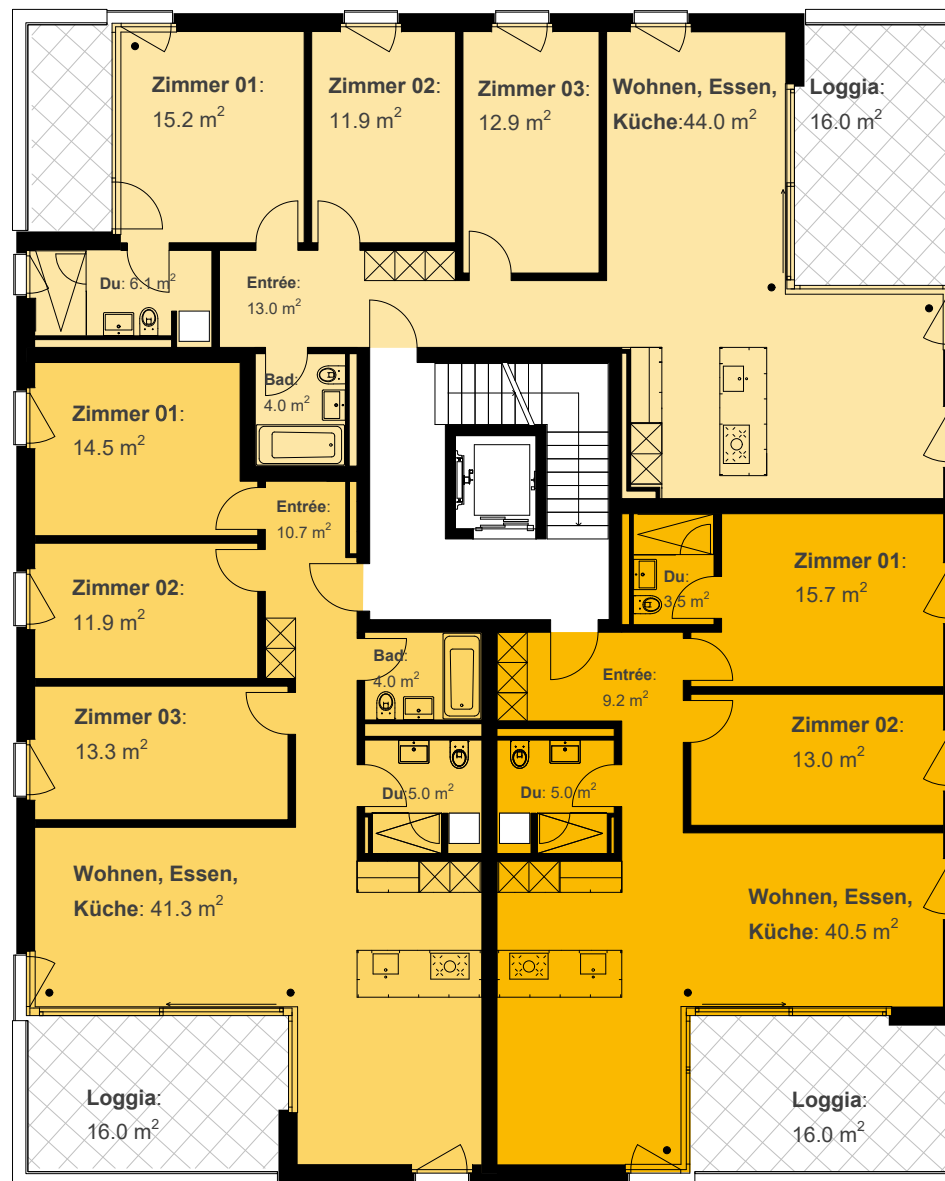 Zimmer 01:
15.2 m²
Zimmer 02:
11.9 m²
Zimmer 03:
12.9 m²
Wohnen, Essen,
Küche:44.0 m²
Loggia:
16.0 m²
Du: 6.1 m²
Entrée:
13.0 m²
Bad:
4.0 m²
Zimmer 01:
14.5 m²
Entrée:
10.7 m²
Zimmer 02:
11.9 m²
Zimmer 03:
13.3 m²
Bad:
4.0 m²
Du:5.0 m²
Wohnen, Essen,
Küche: 41.3 m²
Loggia:
16.0 m²
Du:
3.5 m²
Zimmer 01:
15.7 m²
Entrée:
9.2 m²
Zimmer 02:
13.0 m²
Du: 5.0 m²
Wohnen, Essen,
Küche: 40.5 m²
Loggia:
16.0 m²